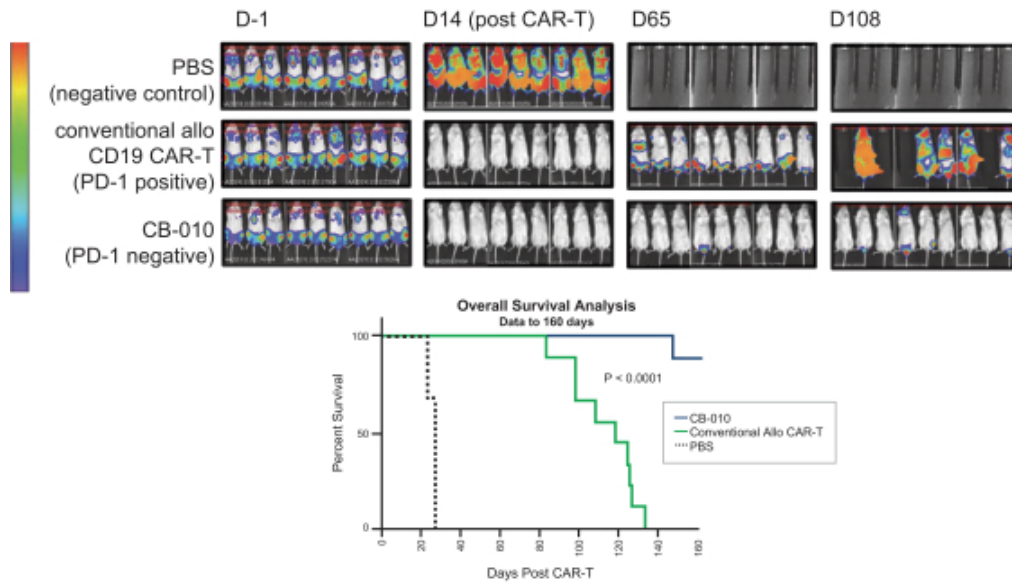 D-1
D14 (post CAR-T)
D65
D108
PBS
(negative control)
conventional allo
CD19 CAR-T
(PD-1 positive)
CB-010
(PD-1 negative)
Overall Survival Analysis
Data to 160 days
100
50
0
Percent Survival
P < 0.0001
CB-010
Conventional Allo CAR-T
PBS
0
20
40
60
80
100
120
140
160
Days Post CAR-T